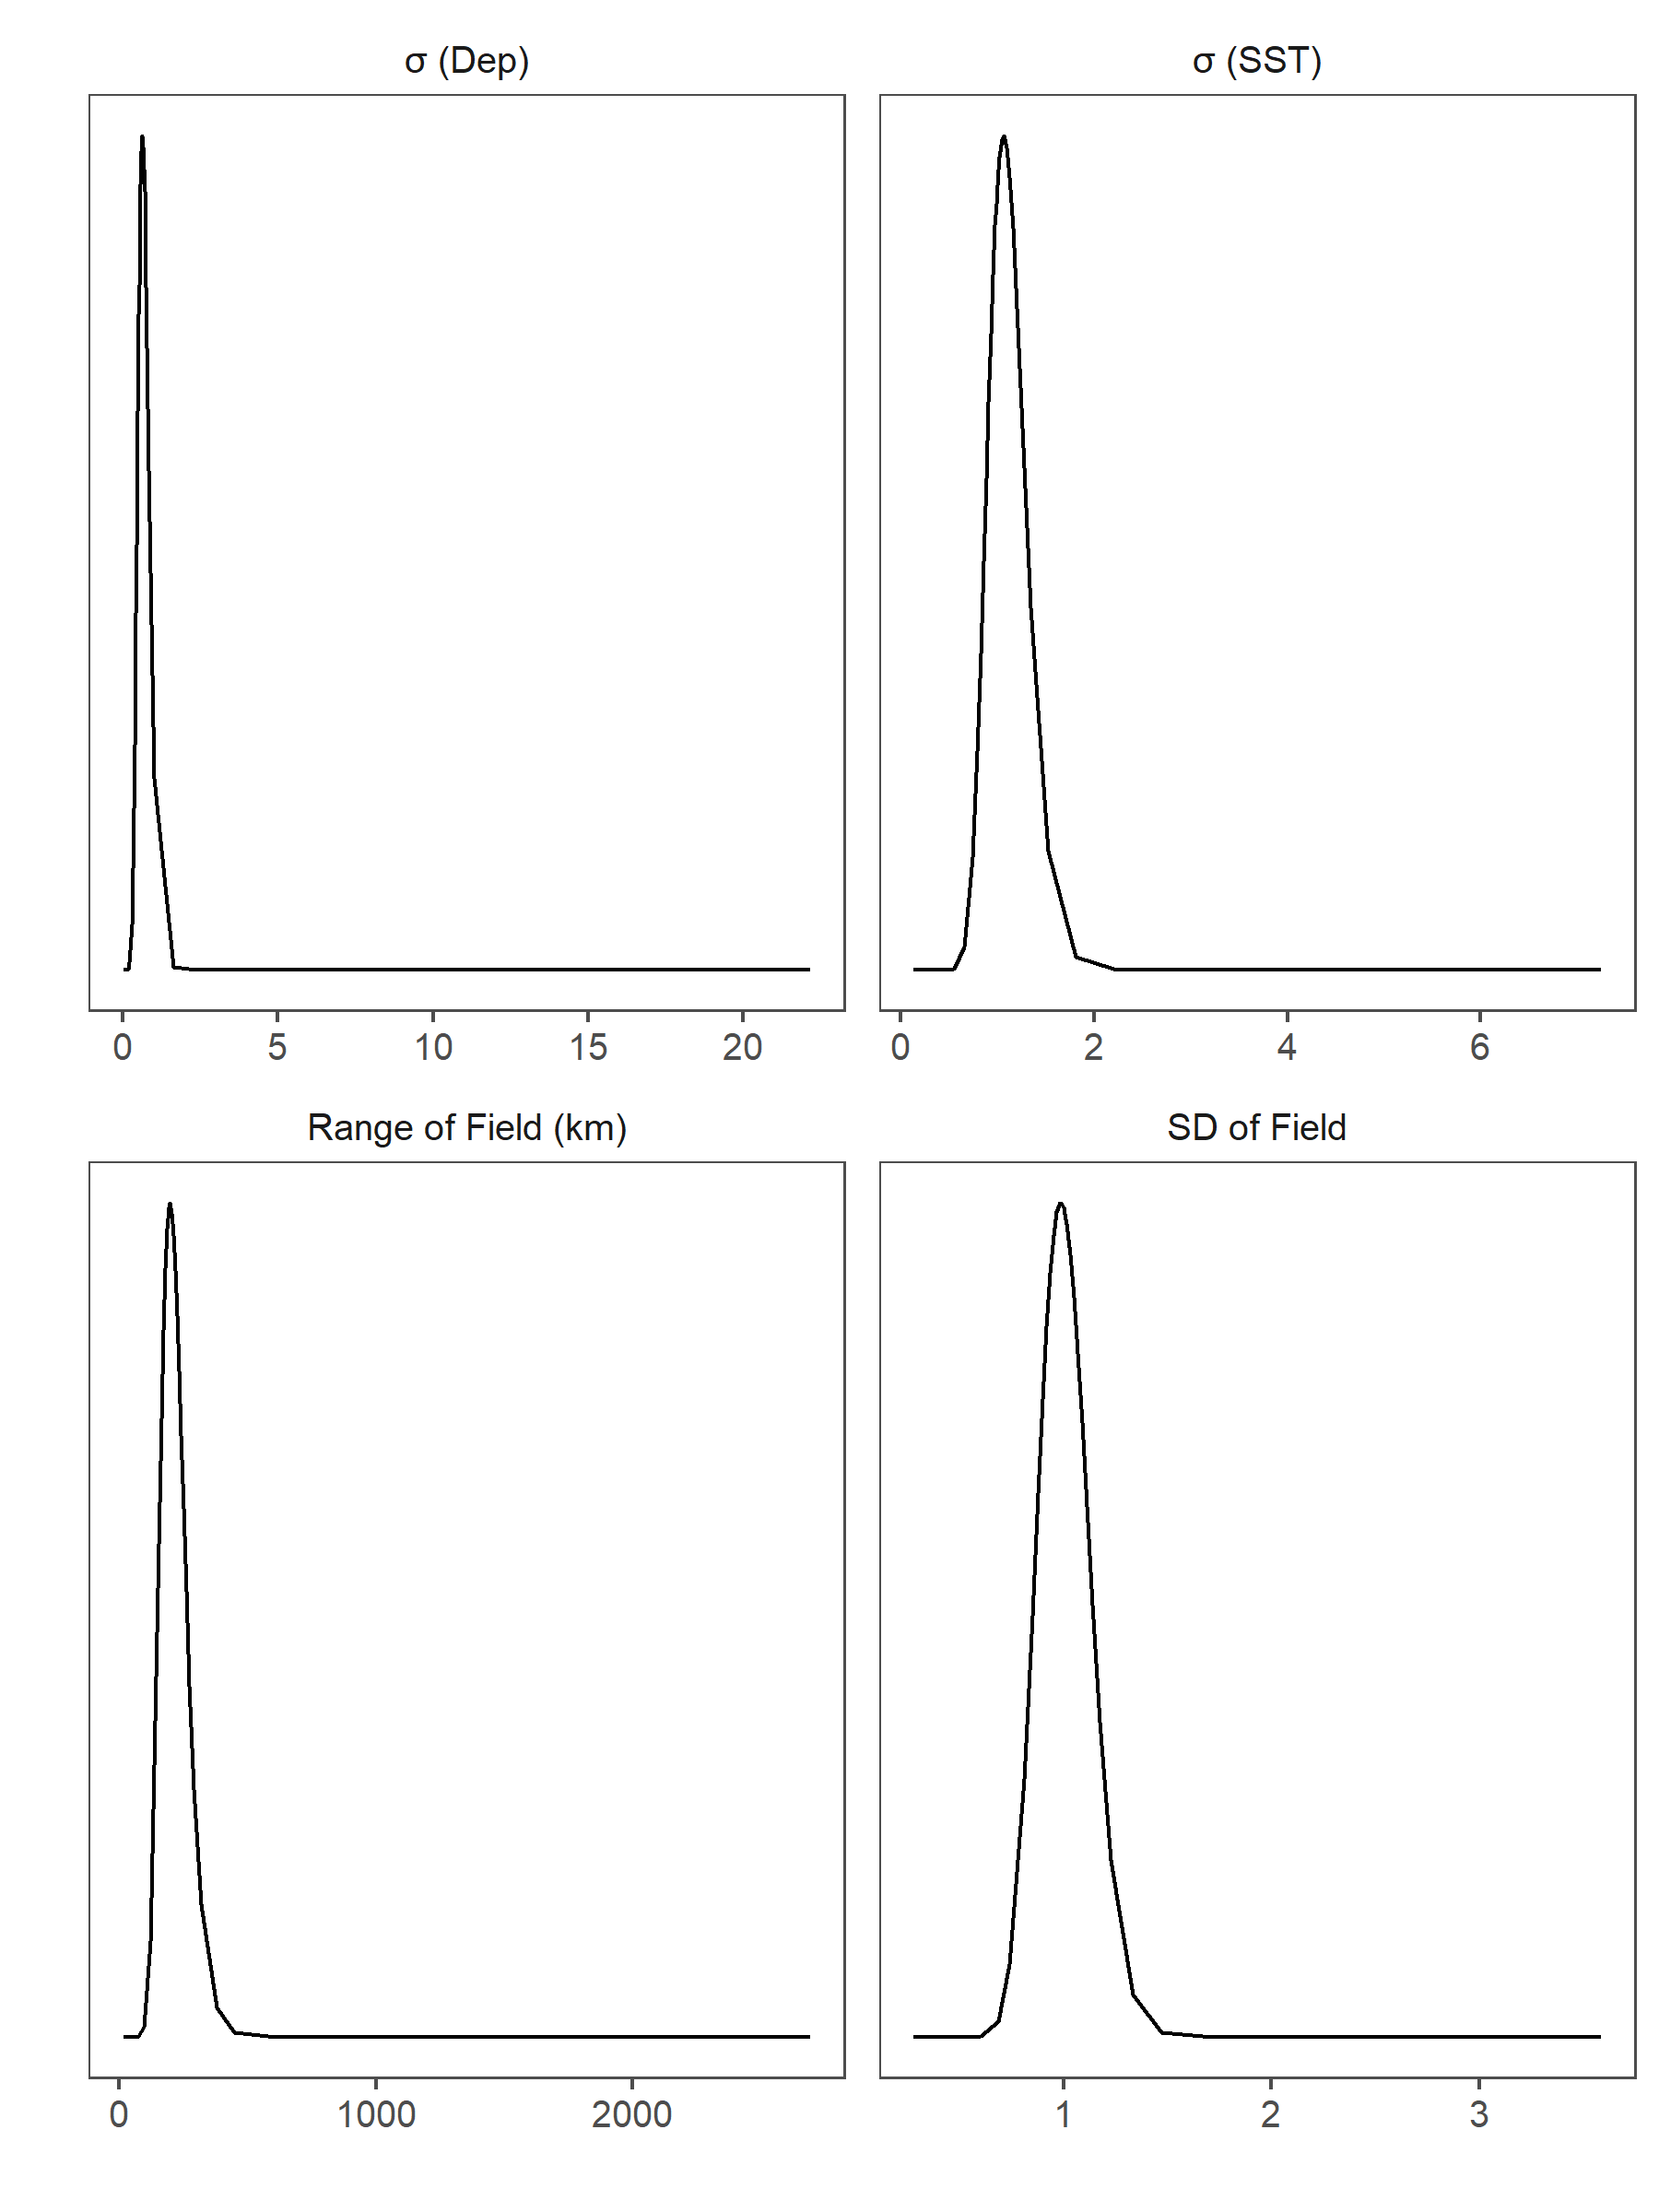 σ (Dep)
σ (SST)
0 5 10 15 20
0 2 4 6
Range of Field (km)
SD of Field
0 1000 2000
1 2 3